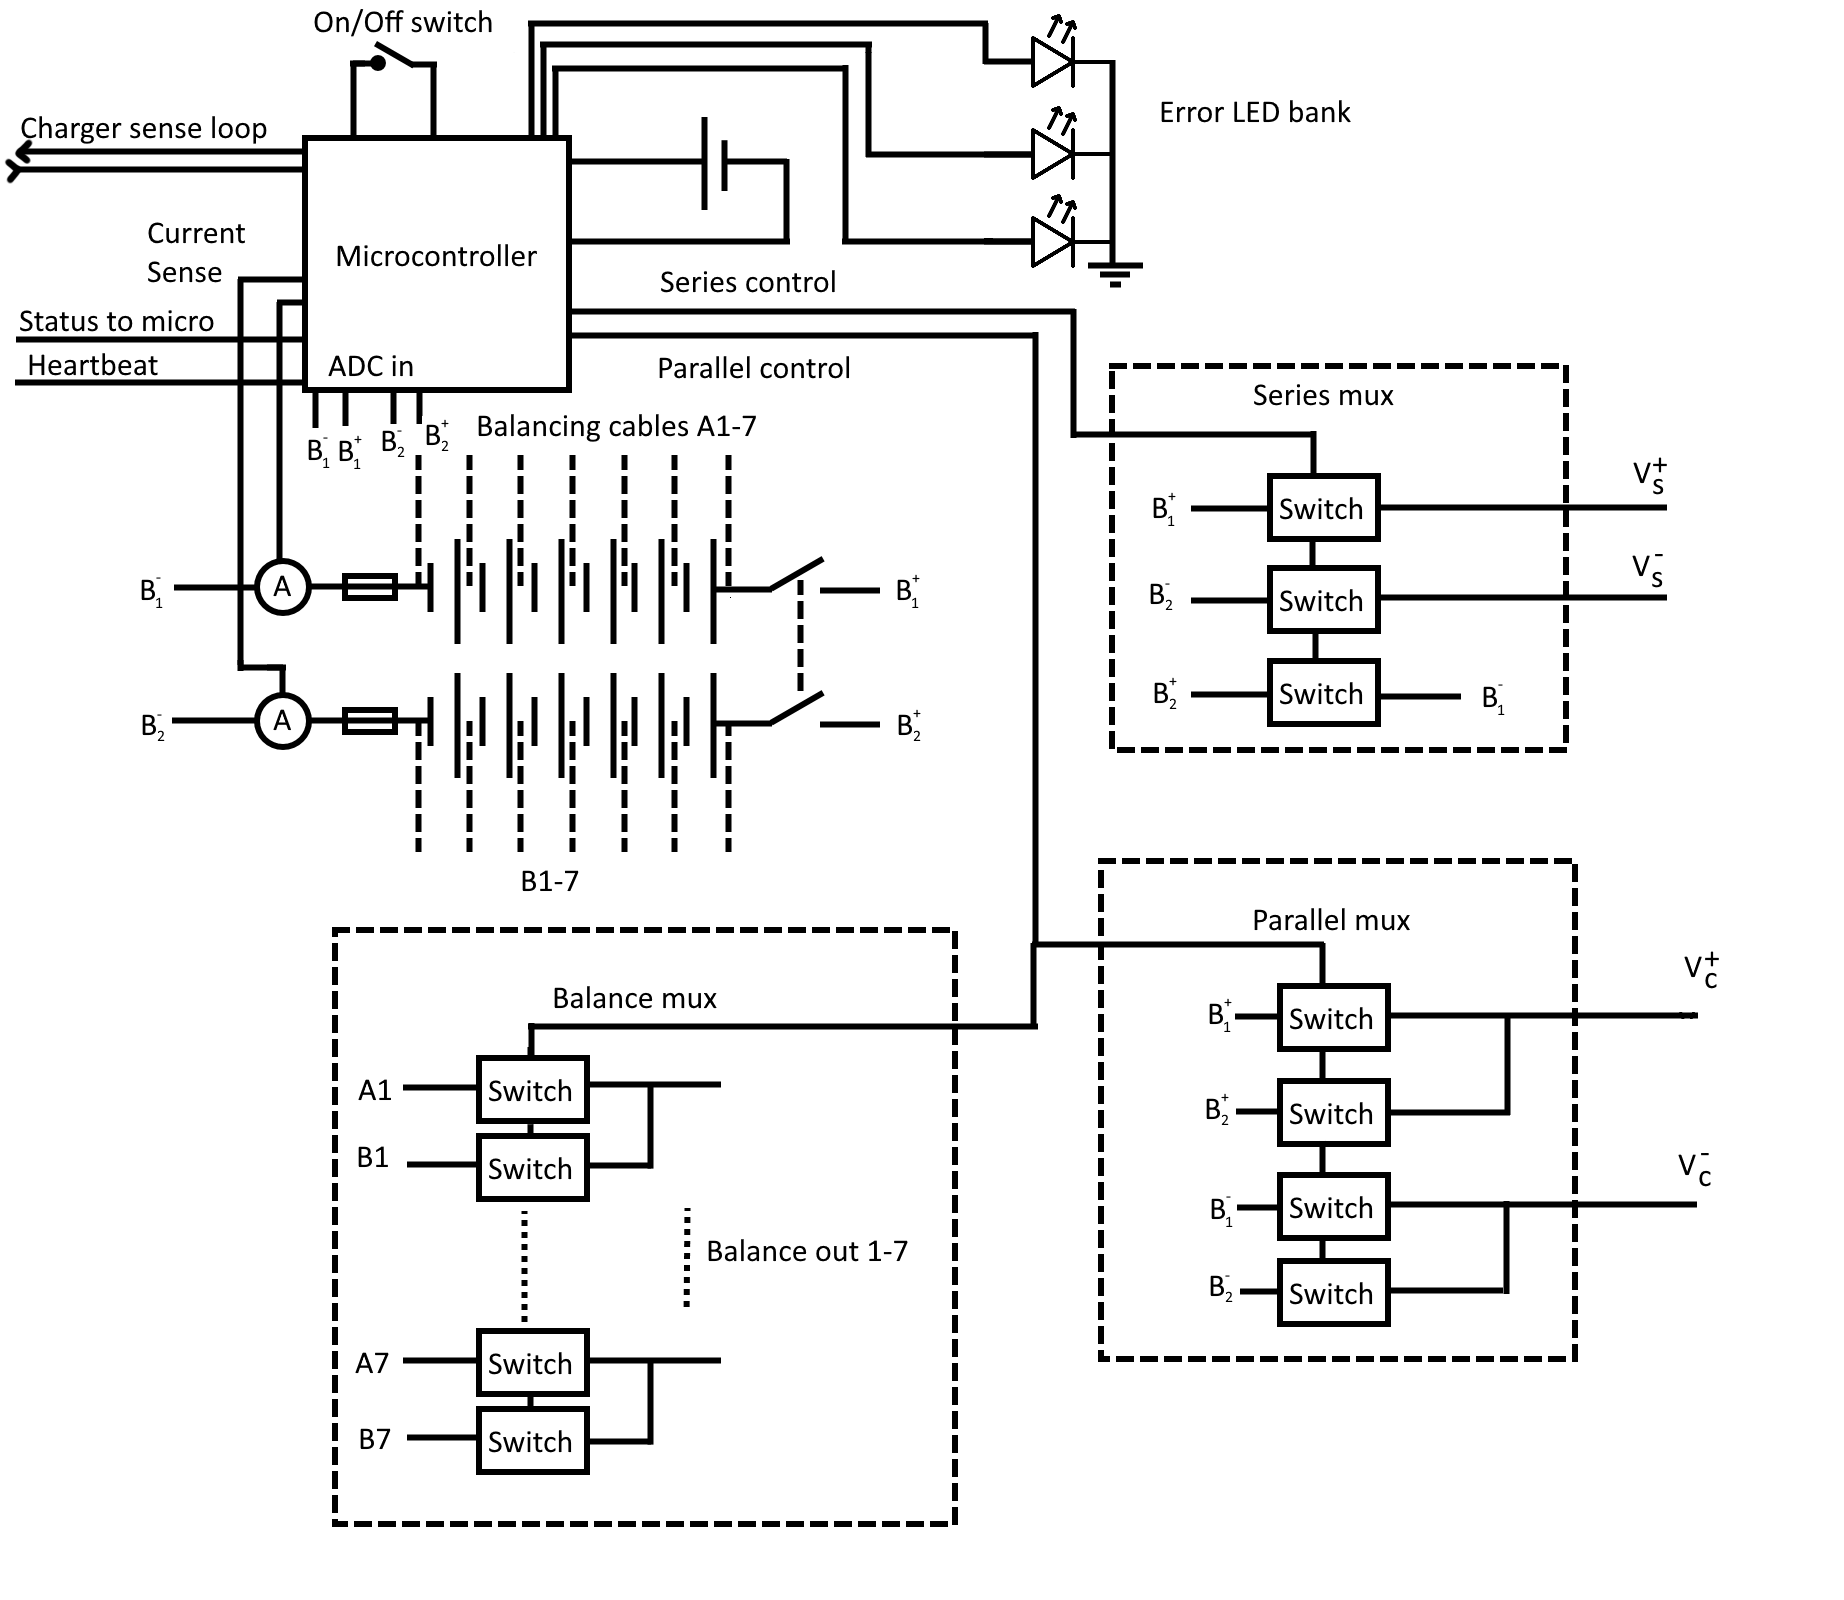 On/Off switch
Charger sense loop
Error LED bank
Current
Sense
Microcontroller
Series control
Status to micro
Heartbeat
ADC in
Parallel control
B1- B1+ B2- B2+
Balancing cables A1-7
Series mux
B1+ Switch Vs+
B2- Switch Vs-
B2+ Switch B1-
B1- A B1+
B2- A B2+
B1-7
Parallel mux
B1+ Switch Vc+
B2+ Switch
B1- Switch Vc-
B2- Switch
Balance mux
A1 Switch
B1 Switch
Balance out 1-7
A7 Switch
B7 Switch